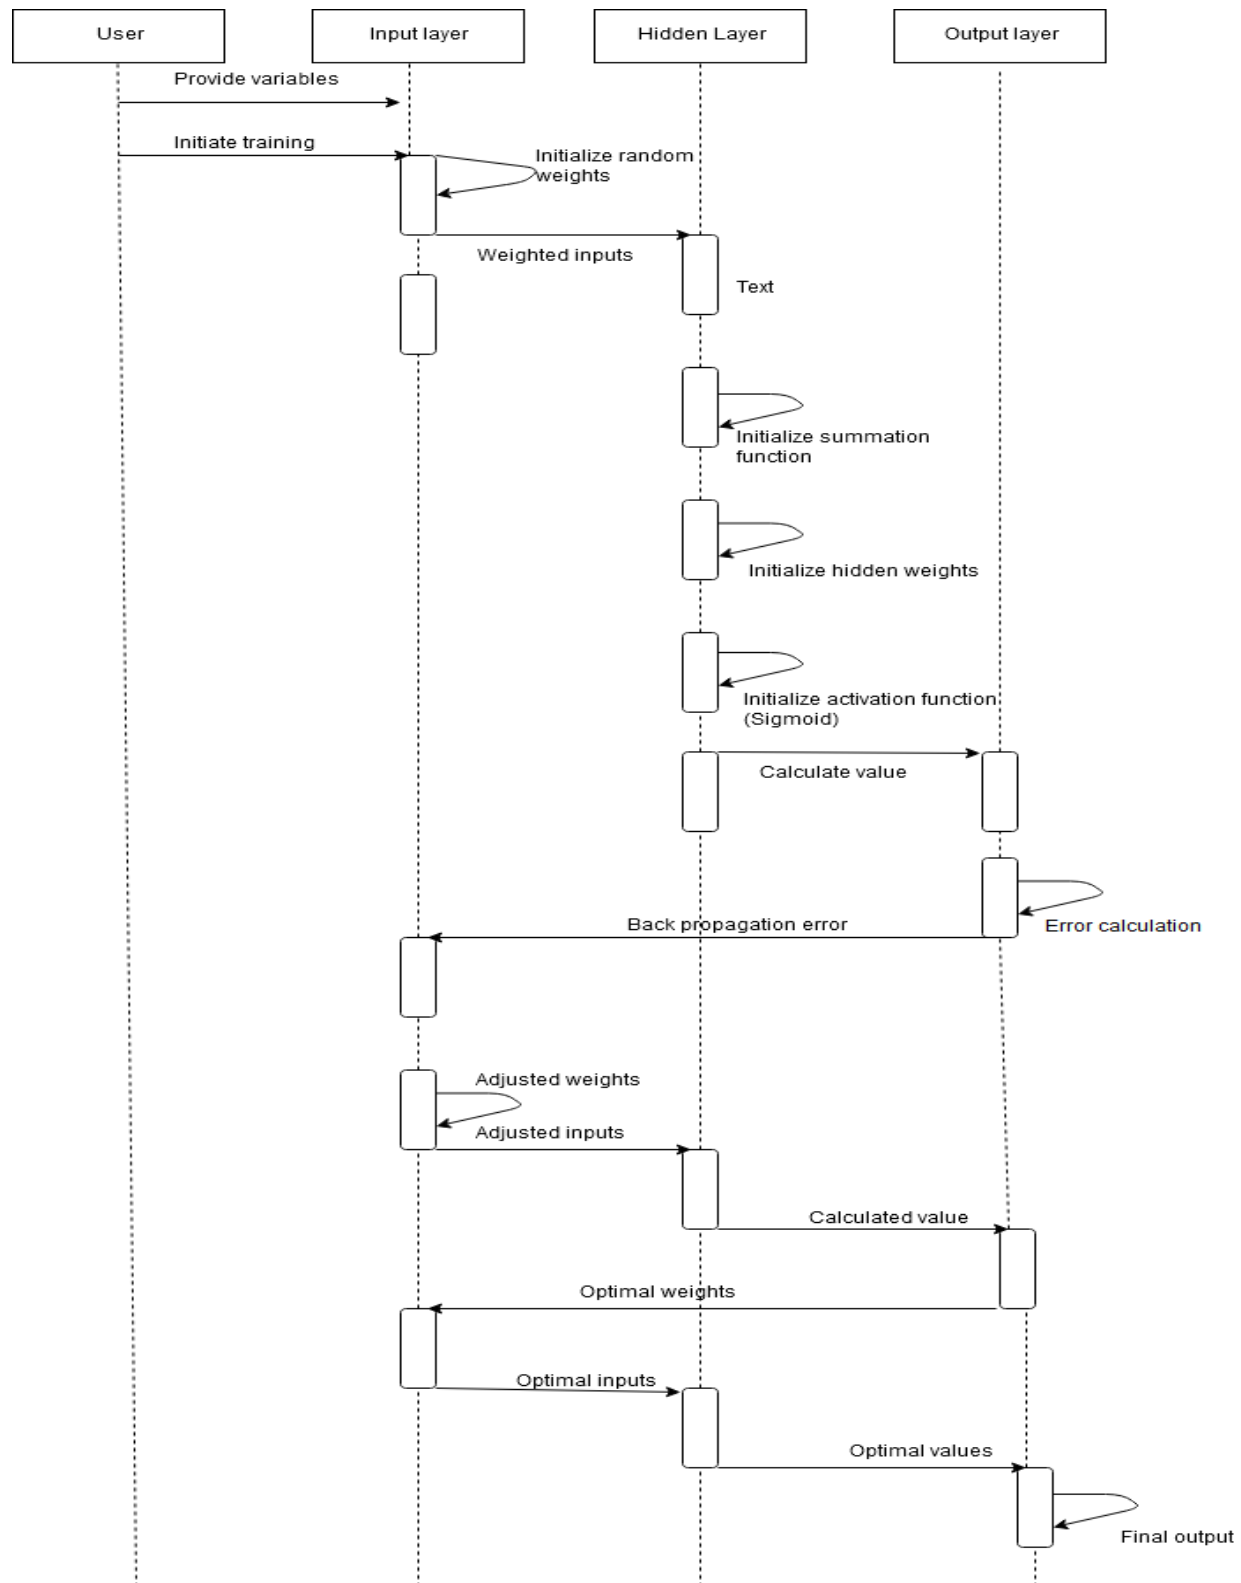 User
Input layer
Hidden Layer
Output layer
Provide variables
Initiate training
Initialize random
weights
Weighted inputs
Text
Initialize summation
function
Initialize hidden weights
Initialize activation function
(Sigmoid)
Calculate value
Back propagation error
Error calculation
Adjusted weights
Adjusted inputs
Calculated value
Optimal weights
Optimal inputs
Optimal values
Final output